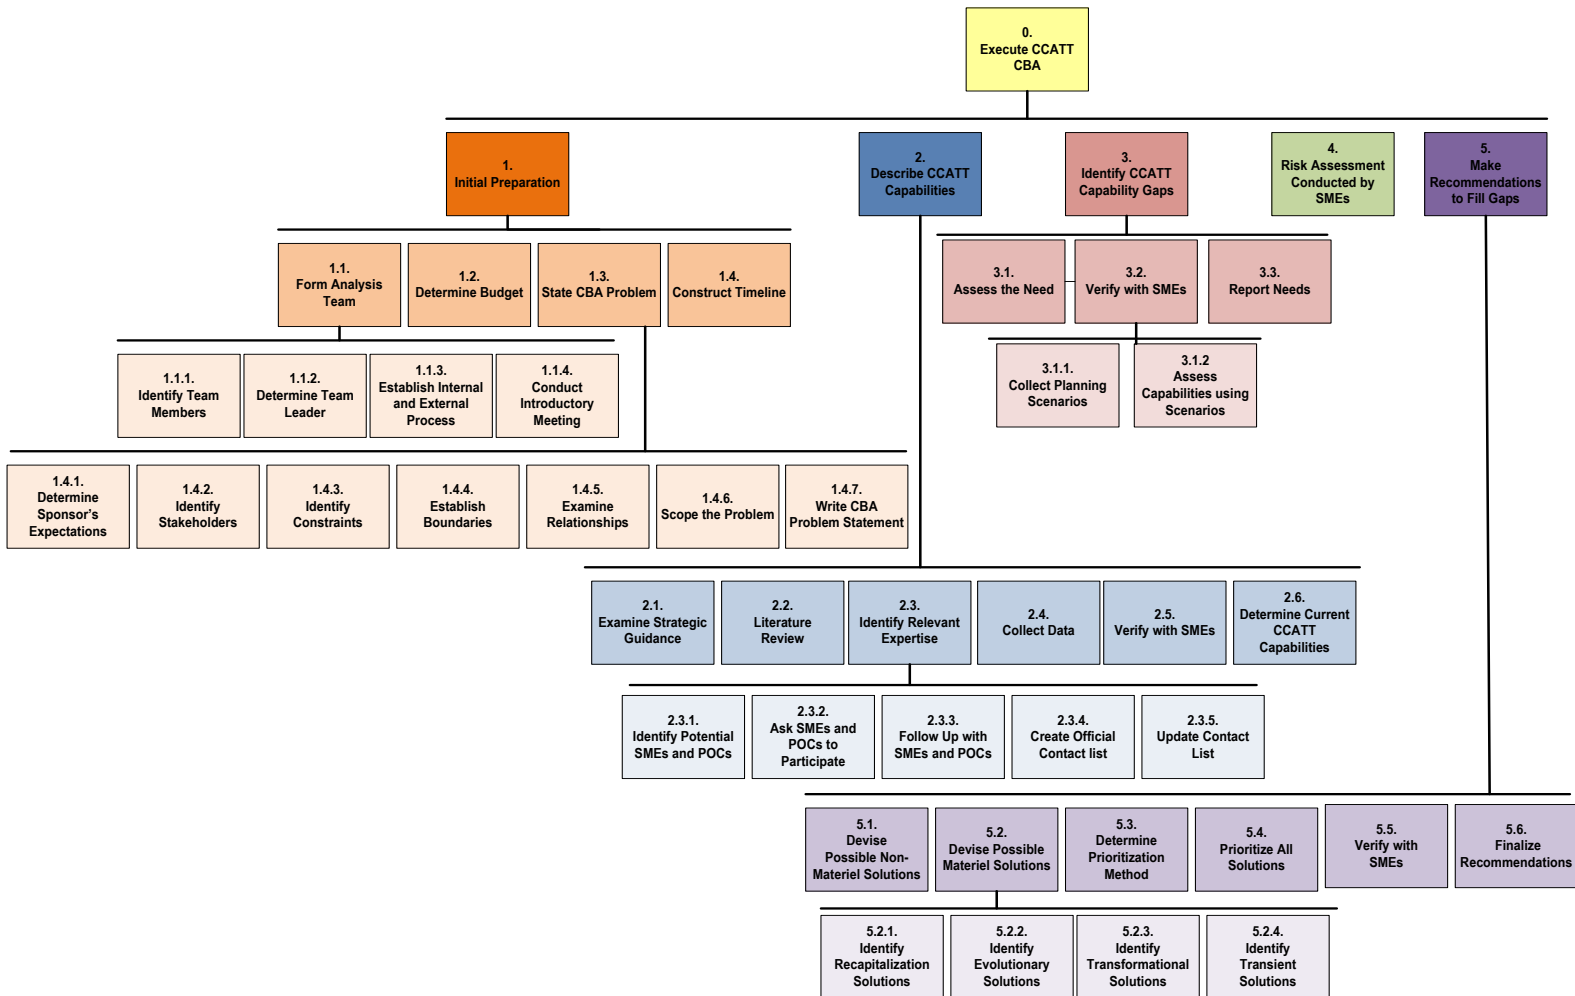 0.
Execute CCATT
CBA
1.
Initial Preparation
2.
Describe CCATT
Capabilities
3.
Identify CCATT
Capability Gaps
4.
Risk Assessment
Conducted by
SMEs
5.
Make
Recommendations
to Fill Gaps
1.1.
Form Analysis
Team
1.2.
Determine Budget
1.3.
State CBA Problem
1.4.
Construct Timeline
3.1.
Assess the Need
3.2.
Verify with SMEs
3.3.
Report Needs
1.1.1.
Identify Team
Members
1.1.2.
Determine Team
Leader
1.1.3.
Establish Internal
and External
Process
1.1.4.
Conduct
Introductory
Meeting
3.1.1.
Collect Planning
Scenarios
3.1.2
Assess
Capabilities using
Scenarios
1.4.1.
Determine
Sponsor's
Expectations
1.4.2.
Identify
Stakeholders
1.4.3.
Identify
Constraints
1.4.4.
Establish
Boundaries
1.4.5.
Examine
Relationships
1.4.6.
Scope the Problem
1.4.7.
Write CBA
Problem Statement
2.1.
Examine Strategic
Guidance
2.2.
Literature
Review
2.3.
Identify Relevant
Expertise
2.4.
Collect Data
2.5.
Verify with SMEs
2.6.
Determine Current
CCATT
Capabilities
2.3.1.
Identify Potential
SMEs and POCs
2.3.2.
Ask SMEs and
POCs to
Participate
2.3.3.
Follow Up with
SMEs and POCs
2.3.4.
Create Official
Contact list
2.3.5.
Update Contact
List
5.1.
Devise
Possible Non-
Materiel Solutions
5.2.
Devise Possible
Materiel Solutions
5.3.
Determine
Prioritization
Method
5.4.
Prioritize All
Solutions
5.5.
Verify with
SMEs
5.6.
Finalize
Recommendations
5.2.1.
Identify
Recapitalization
Solutions
5.2.2.
Identify
Evolutionary
Solutions
5.2.3.
Identify
Transformational
Solutions
5.2.4.
Identify
Transient
Solutions